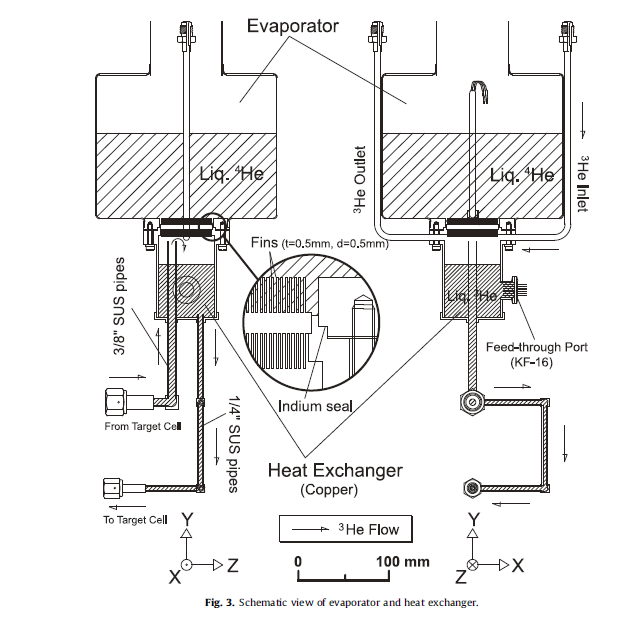 Evaporator
Liq. ⁴He
Liq. ⁴He
³He Outlet
³He Inlet
Fins (t=0.5mm, d=0.5mm)
3/8" SUS pipes
Liq. ³He
Feed-through Port
(KF-16)
Indium seal
From Target Cell
1/4" SUS pipes
Heat Exchanger
(Copper)
To Target Cell
³He Flow
Y
X
Z
0
100 mm
Y
Z
X
Fig. 3. Schematic view of evaporator and heat exchanger.